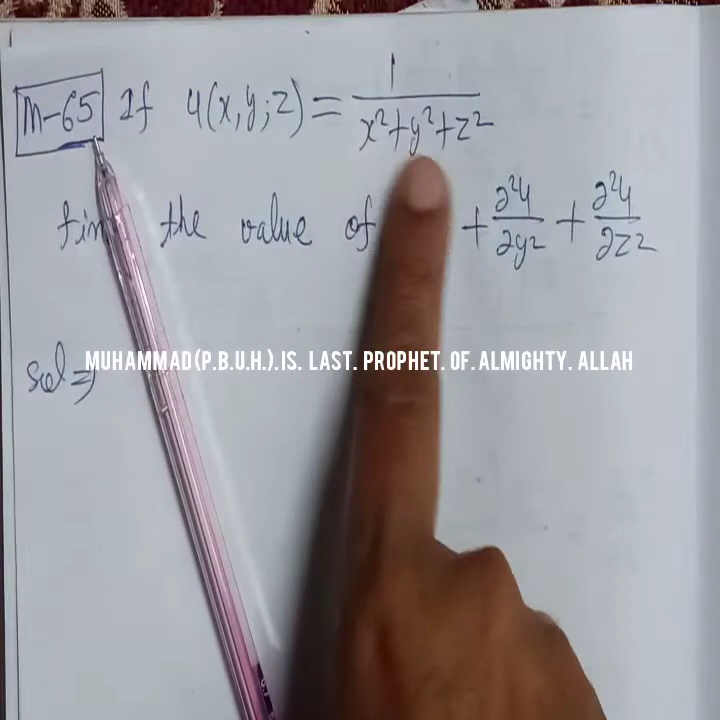 m-65 If u(x,y;z) = 1/(x²+y²+z²)
the value of + ∂²u/∂y² + ∂²u/∂z²
MUHAMMAD(P.B.U.H.).IS. LAST. PROPHET. OF. ALMIGHTY. ALLAH
Sol ⇒